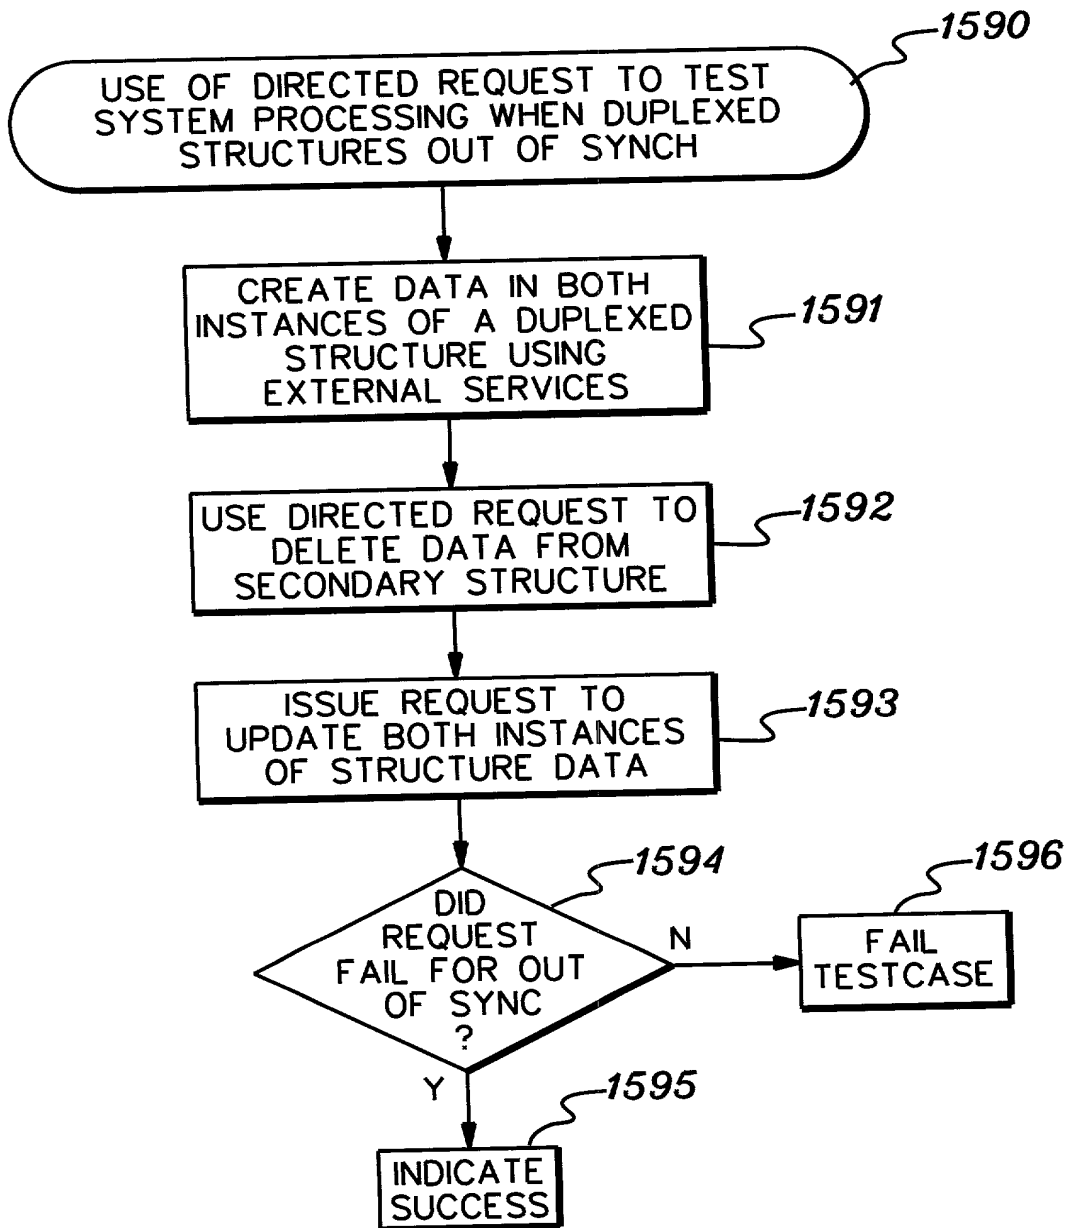 1590
USE OF DIRECTED REQUEST TO TEST
SYSTEM PROCESSING WHEN DUPLEXED
STRUCTURES OUT OF SYNCH
CREATE DATA IN BOTH
INSTANCES OF A DUPLEXED
STRUCTURE USING
EXTERNAL SERVICES
1591
USE DIRECTED REQUEST TO
DELETE DATA FROM
SECONDARY STRUCTURE
1592
ISSUE REQUEST TO
UPDATE BOTH INSTANCES
OF STRUCTURE DATA
1593
1594
DID
REQUEST
FAIL FOR OUT
OF SYNC
?
N
1596
FAIL
TESTCASE
Y
1595
INDICATE
SUCCESS